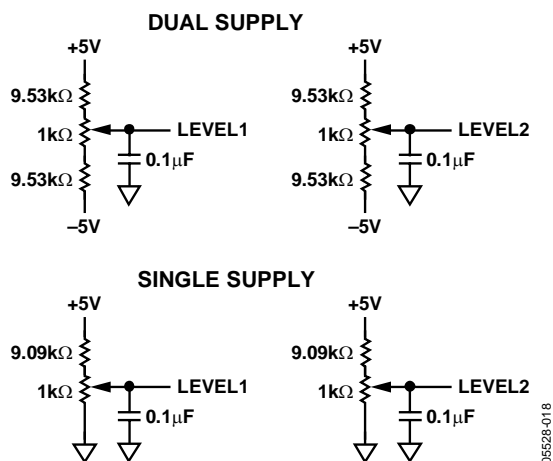 DUAL SUPPLY
+5V
9.53kΩ
1kΩ
LEVEL1
0.1μF
9.53kΩ
–5V
+5V
9.53kΩ
1kΩ
LEVEL2
0.1μF
9.53kΩ
–5V
SINGLE SUPPLY
+5V
9.09kΩ
1kΩ
LEVEL1
0.1μF
+5V
9.09kΩ
1kΩ
LEVEL2
0.1μF
05528-018